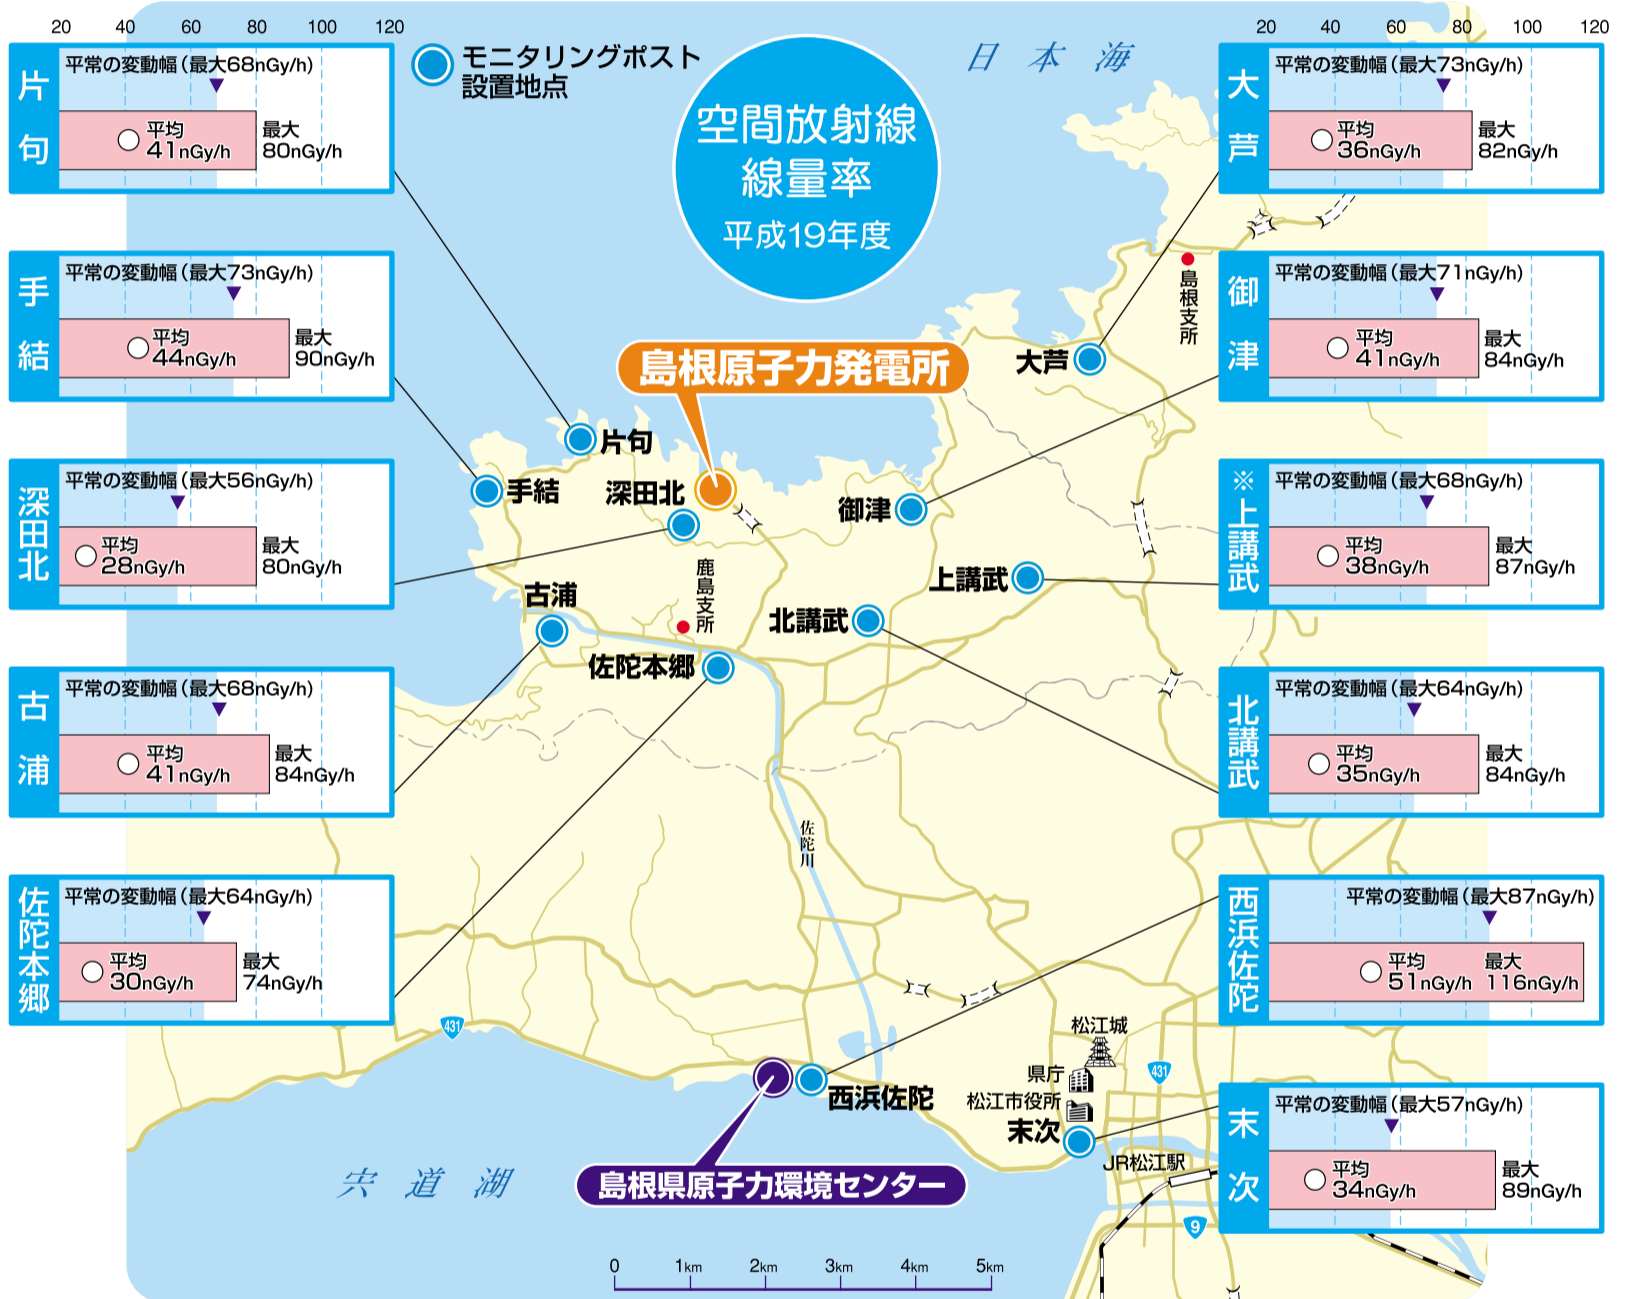 20 40 60 80 100 120
片句
平常の変動幅(最大68nGy/h)
平均
41nGy/h
最大
80nGy/h
手結
平常の変動幅(最大73nGy/h)
平均
44nGy/h
最大
90nGy/h
深田北
平常の変動幅(最大56nGy/h)
平均
28nGy/h
最大
80nGy/h
古浦
平常の変動幅(最大68nGy/h)
平均
41nGy/h
最大
84nGy/h
佐陀本郷
平常の変動幅(最大64nGy/h)
平均
30nGy/h
最大
74nGy/h
モニタリングポスト
設置地点
空間放射線
線量率
平成19年度
日本海
島根原子力発電所
片句
手結
深田北
御津
大芦
島根支所
鹿島支所
古浦
佐陀本郷
北講武
上講武
佐陀川
431
西浜佐陀
島根県原子力環境センター
宍道湖
松江城
県庁
松江市役所
末次
431
JR松江駅
9
0 1km 2km 3km 4km 5km
20 40 60 80 100 120
大芦
平常の変動幅(最大73nGy/h)
平均
36nGy/h
最大
82nGy/h
御津
平常の変動幅(最大71nGy/h)
平均
41nGy/h
最大
84nGy/h
※上講武
平常の変動幅(最大68nGy/h)
平均
38nGy/h
最大
87nGy/h
北講武
平常の変動幅(最大64nGy/h)
平均
35nGy/h
最大
84nGy/h
西浜佐陀
平常の変動幅(最大87nGy/h)
平均
51nGy/h
最大
116nGy/h
末次
平常の変動幅(最大57nGy/h)
平均
34nGy/h
最大
89nGy/h